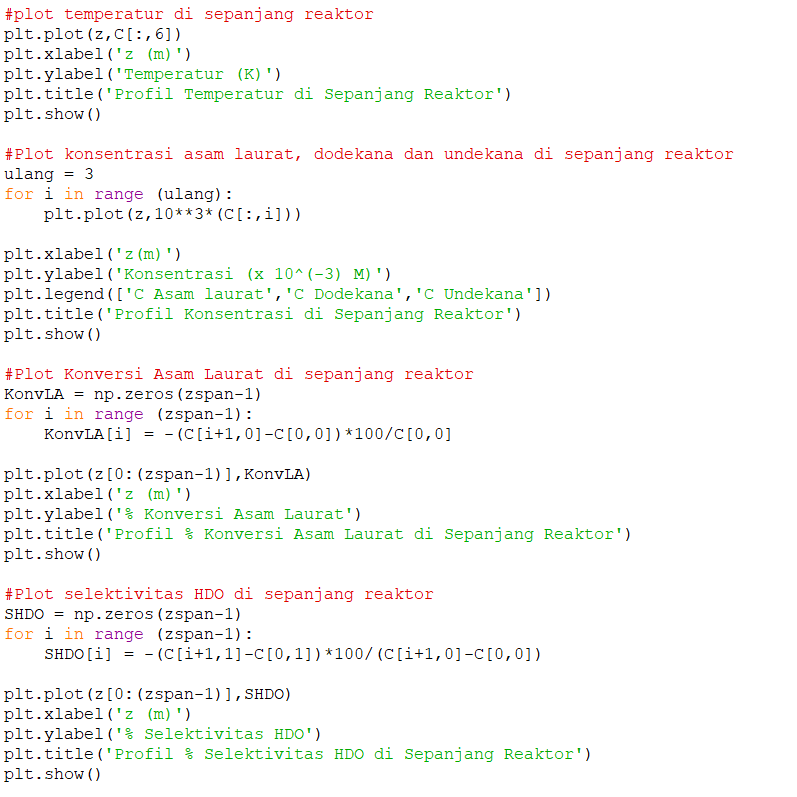 #plot temperatur di sepanjang reaktor
plt.plot(z,C[:,6])
plt.xlabel('z (m)')
plt.ylabel('Temperatur (K)')
plt.title('Profil Temperatur di Sepanjang Reaktor')
plt.show()

#Plot konsentrasi asam laurat, dodekana dan undekana di sepanjang reaktor
ulang = 3
for i in range (ulang):
    plt.plot(z,10**3*(C[:,i]))

plt.xlabel('z(m)')
plt.ylabel('Konsentrasi (x 10^(-3) M)')
plt.legend(['C Asam laurat','C Dodekana','C Undekana'])
plt.title('Profil Konsentrasi di Sepanjang Reaktor')
plt.show()

#Plot Konversi Asam Laurat di sepanjang reaktor
KonvLA = np.zeros(zspan-1)
for i in range (zspan-1):
    KonvLA[i] = -(C[i+1,0]-C[0,0])*100/C[0,0]

plt.plot(z[0:(zspan-1)],KonvLA)
plt.xlabel('z (m)')
plt.ylabel('% Konversi Asam Laurat')
plt.title('Profil % Konversi Asam Laurat di Sepanjang Reaktor')
plt.show()

#Plot selektivitas HDO di sepanjang reaktor
SHDO = np.zeros(zspan-1)
for i in range (zspan-1):
    SHDO[i] = -(C[i+1,1]-C[0,1])*100/(C[i+1,0]-C[0,0])

plt.plot(z[0:(zspan-1)],SHDO)
plt.xlabel('z (m)')
plt.ylabel('% Selektivitas HDO')
plt.title('Profil % Selektivitas HDO di Sepanjang Reaktor')
plt.show()